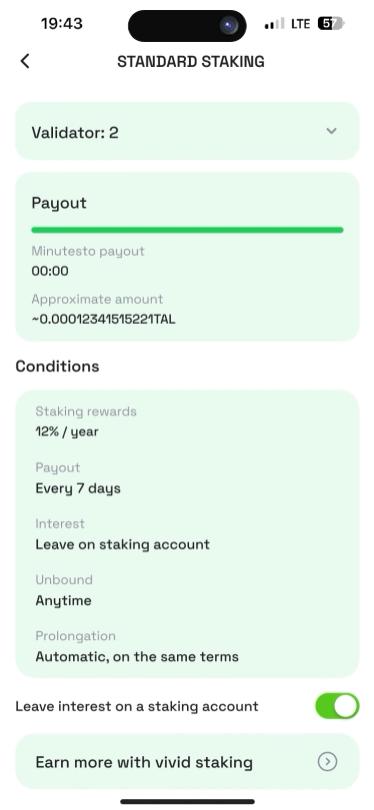 19:43
LTE
57
STANDARD STAKING
Validator: 2
Payout
Minutesto payout
00:00
Approximate amount
~0.00012341515221TAL
Conditions
Staking rewards
12% / year
Payout
Every 7 days
Interest
Leave on staking account
Unbound
Anytime
Prolongation
Automatic, on the same terms
Leave interest on a staking account
Earn more with vivid staking